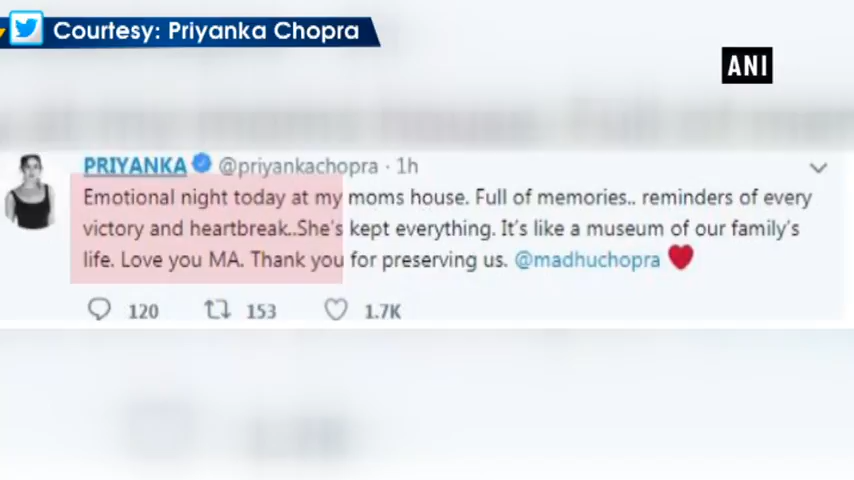 Courtesy: Priyanka Chopra
ANI
PRIYANKA @priyankachopra · 1h
Emotional night today at my moms house. Full of memories.. reminders of every
victory and heartbreak..She's kept everything. It's like a museum of our family's
life. Love you MA. Thank you for preserving us. @madhuchopra ❤
120 153 1.7K